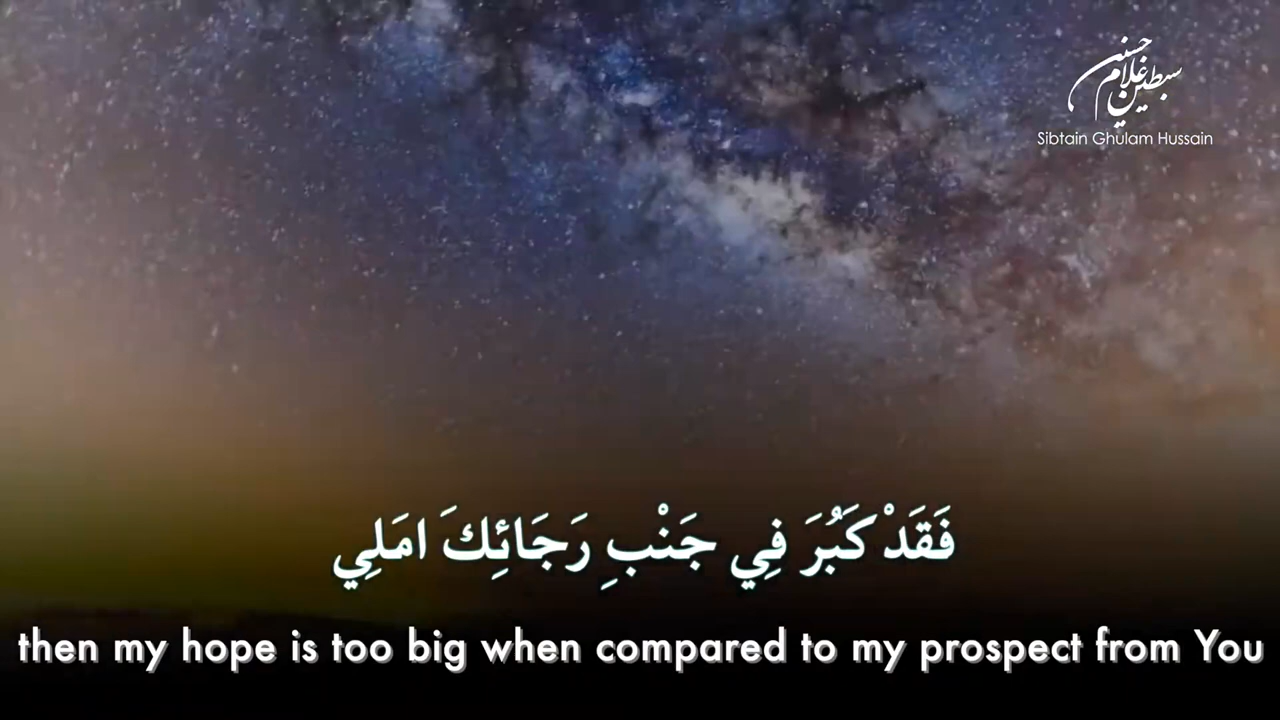 سبطين غلام حسنين
Sibtain Ghulam Hussain
فَقَدْ كَبُرَ فِي جَنْبِ رَجَائِكَ امَلِي
then my hope is too big when compared to my prospect from You